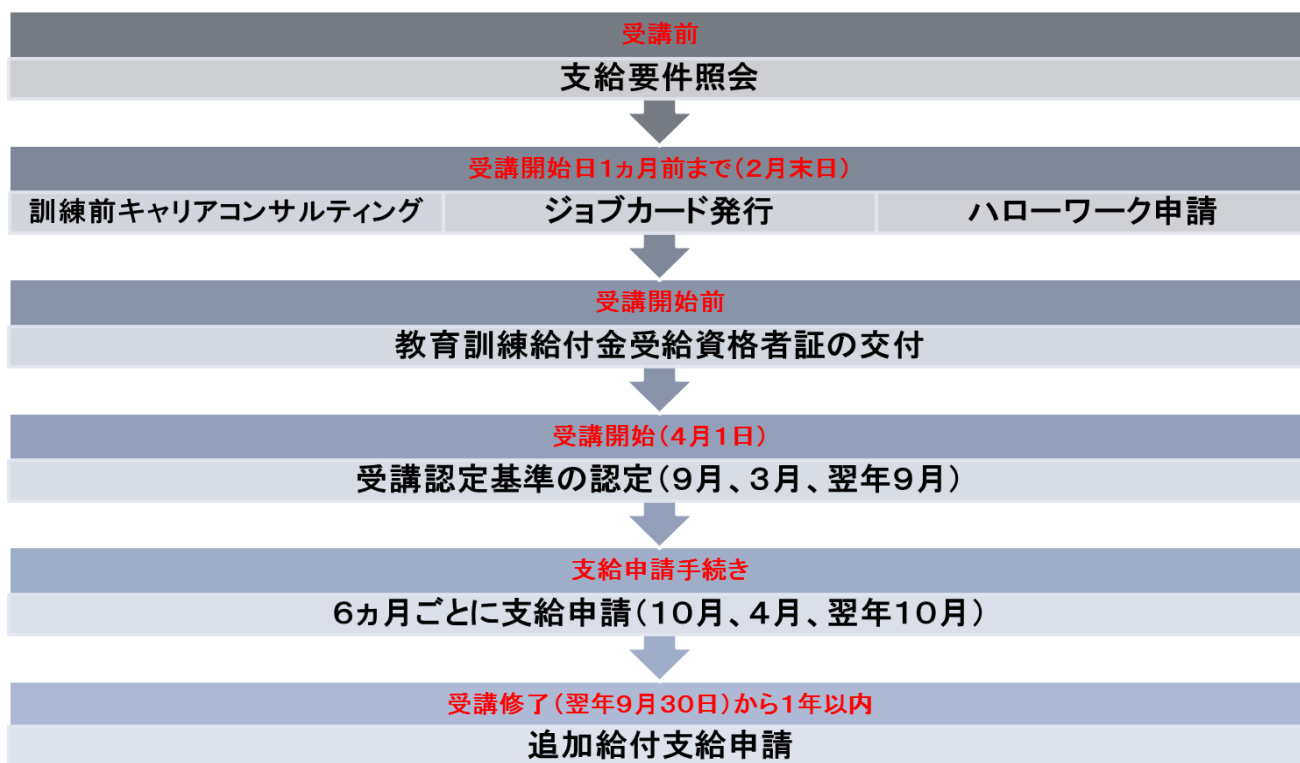 受講前
支給要件照会
受講開始日1ヵ月前まで(2月末日)
訓練前キャリアコンサルティング
ジョブカード発行
ハローワーク申請
受講開始前
教育訓練給付金受給資格者証の交付
受講開始(4月1日)
受講認定基準の認定(9月、3月、翌年9月)
支給申請手続き
6ヵ月ごとに支給申請(10月、4月、翌年10月)
受講修了(翌年9月30日)から1年以内
追加給付支給申請